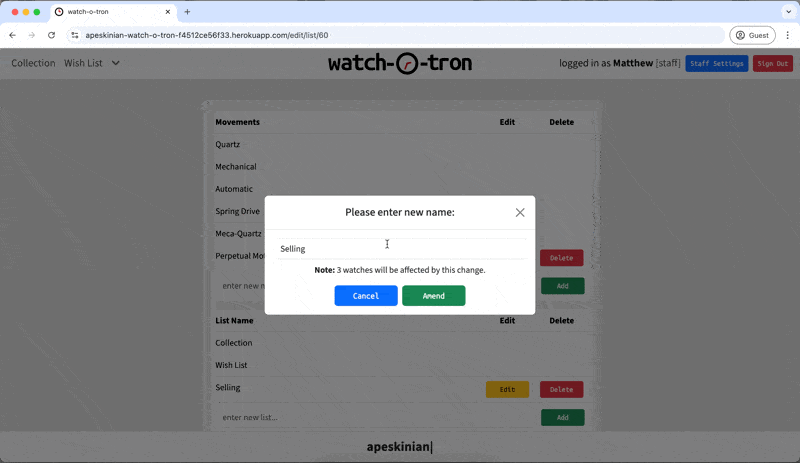 watch-o-tron
apeskinian-watch-o-tron-f4512ce56f33.herokuapp.com/edit/list/60
Guest
Collection Wish List
watch-o-tron
logged in as Matthew [staff] Staff Settings Sign Out
Movements Edit Delete
Quartz
Mechanical
Automatic
Spring Drive
Meca-Quartz
Perpetual Mot Delete
enter new m Add
Please enter new name:
Selling
Note: 3 watches will be affected by this change.
Cancel Amend
List Name Edit Delete
Collection
Wish List
Selling Edit Delete
enter new list... Add
apeskinian